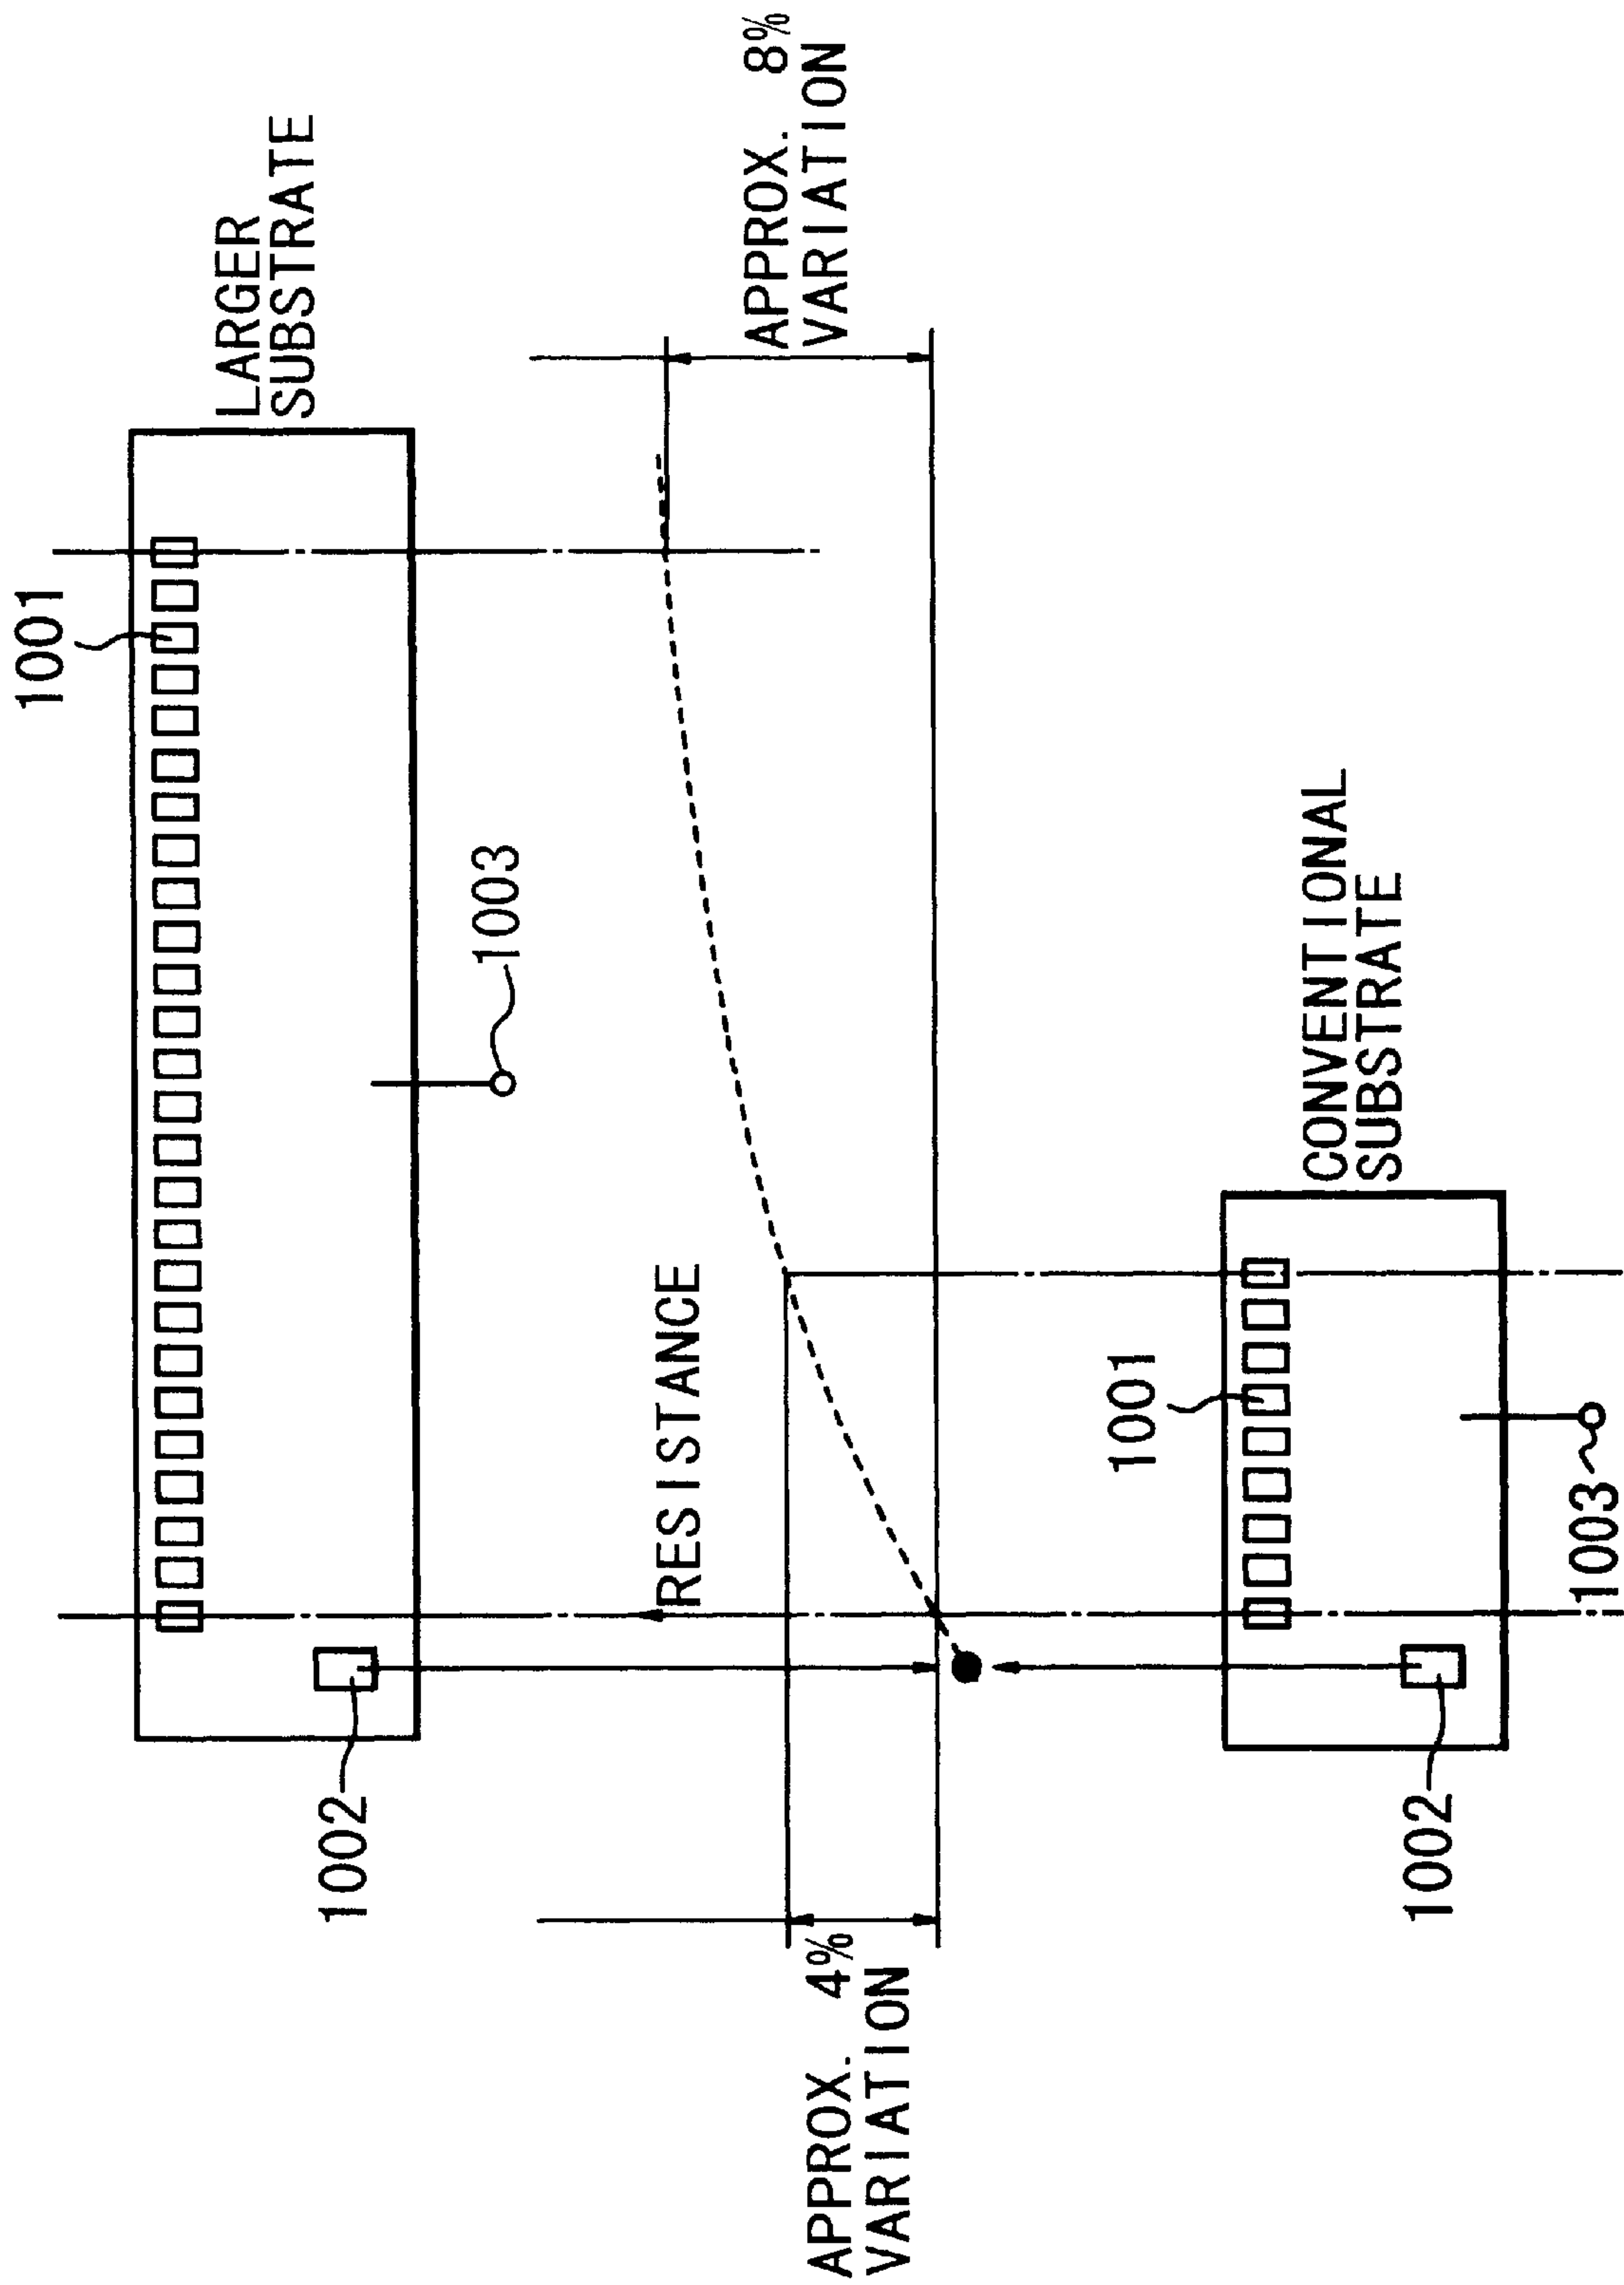 1001
LARGER
SUBSTRATE
1002
1003
RESISTANCE
APPROX. 8%
VARIATION
APPROX. 4%
VARIATION
1001
CONVENTIONAL
SUBSTRATE
1002
1003